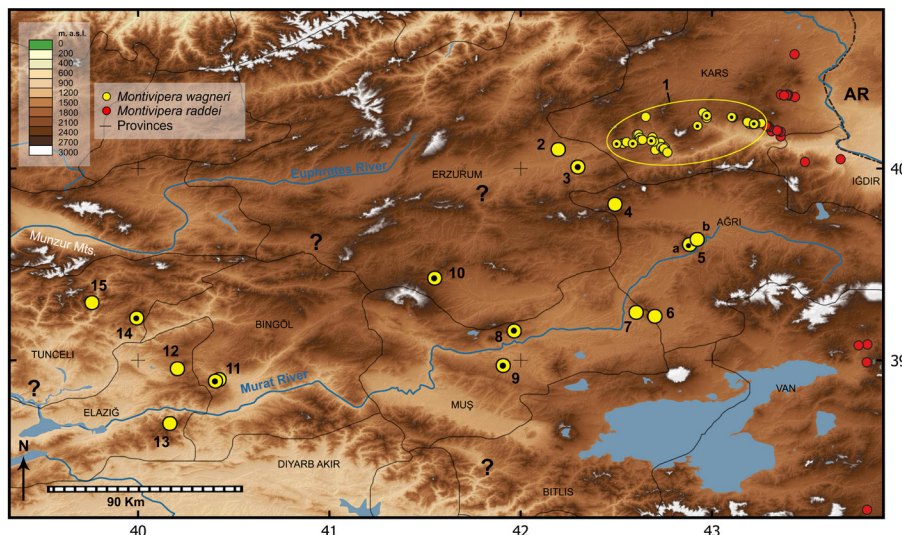 m. a.s.l.
0
200
400
600
900
1200
1500
1800
2100
2400
2700
3000
Montivipera wagneri
Montivipera raddei
Provinces
1
KARS
AR
2
40
Euphrates River
ERZURUM
3
IĞDIR
?
4
Munzur Mts.
?
AĞRI
b
a
5
10
15
14
BINGÖL
7
6
8
TUNCELI
12
11
9
39
?
Murat River
VAN
ELAZIĞ
MUŞ
13
N
DIYARB AKIR
?
BITLIS
90 Km
40
41
42
43